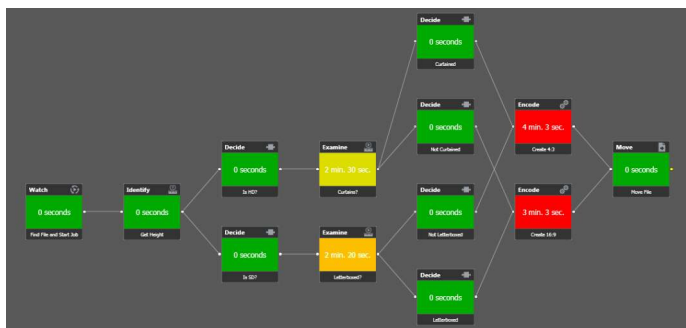 Decide
0 seconds
Curtained
Decide
0 seconds
Not Curtained
Encode
4 min. 3 sec.
Create 4:3
Decide
0 seconds
Is HD?
Examine
2 min. 30 sec.
Curtains?
Move
0 seconds
Move File
Watch
0 seconds
Find File and Start Job
Identify
0 seconds
Get Height
Decide
0 seconds
Not Letterboxed
Encode
3 min. 3 sec.
Create 16:9
Decide
0 seconds
Is SD?
Examine
2 min. 20 sec.
Letterboxed?
Decide
0 seconds
Letterboxed